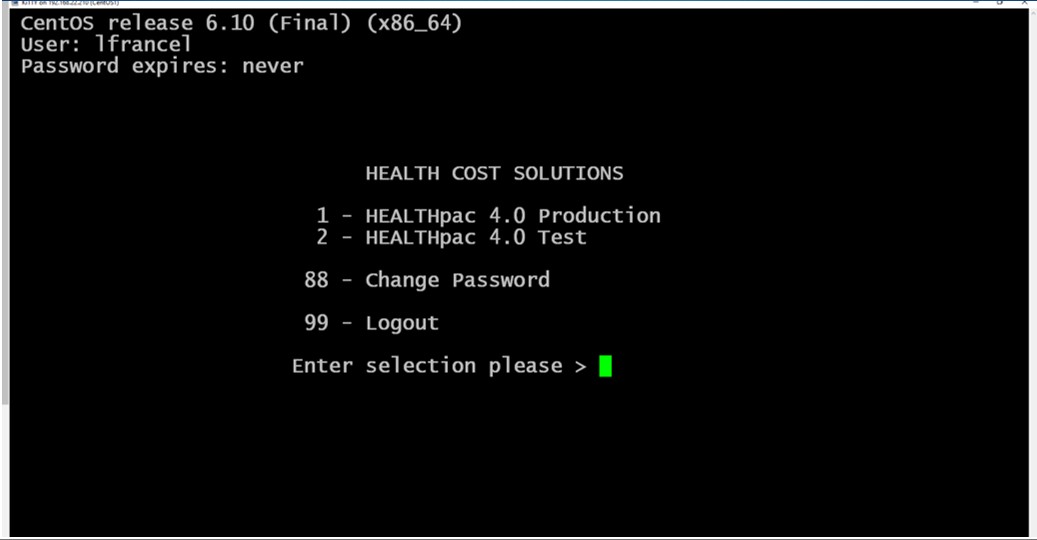 KiTTY on 192.168.22.210 (CentOS1)
CentOS release 6.10 (Final) (x86_64)
User: lfrancel
Password expires: never
HEALTH COST SOLUTIONS
1 - HEALTHpac 4.0 Production
2 - HEALTHpac 4.0 Test
88 - Change Password
99 - Logout
Enter selection please >